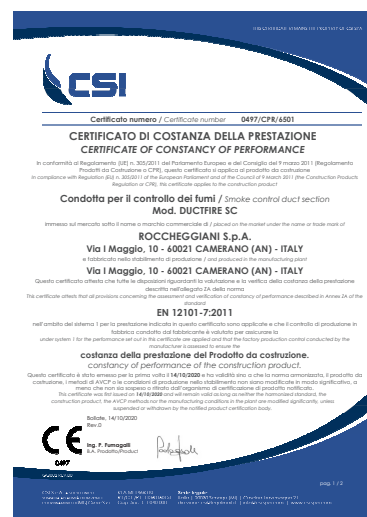 THIS CERTIFICATE REMAINS THE PROPERTY OF CSI SPA
CSI
Certificato numero / Certificate number 0497/CPR/6501
CERTIFICATO DI COSTANZA DELLA PRESTAZIONE
CERTIFICATE OF CONSTANCY OF PERFORMANCE
In conformità al Regolamento (UE) n. 305/2011 del Parlamento Europeo e del Consiglio del 9 marzo 2011 (Regolamento
Prodotti da Costruzione o CPR), questo certificato si applica al prodotto da costruzione
In compliance with Regulation (EU) n. 305/2011 of the European Parliament and of the Council of 9 March 2011 (the Construction Products
Regulation or CPR), this certificate applies to the construction product
Condotta per il controllo dei fumi / Smoke control duct section
Mod. DUCTFIRE SC
immesso sul mercato sotto il nome o marchio commerciale di / placed on the market under the name or trade mark of
ROCCHEGGIANI S.p.A.
Via I Maggio, 10 - 60021 CAMERANO (AN) - ITALY
e fabbricato nello stabilimento di produzione / and produced in the manufacturing plant
Via I Maggio, 10 - 60021 CAMERANO (AN) - ITALY
Questo certificato attesta che tutte le disposizioni riguardanti la valutazione e la verifica della costanza della prestazione
descritte nell'allegato ZA della norma
This certificate attests that all provisions concerning the assessment and verification of constancy of performance described in Annex ZA of the
standard
EN 12101-7:2011
nell'ambito del sistema 1 per la prestazione indicata in questo certificato sono applicate e che il controllo di produzione in
fabbrica condotto dal fabbricante è valutato per assicurare la
under system 1 for the performance set out in this certificate are applied and that the factory production control conducted by the
manufacturer is assessed to ensure the
costanza della prestazione del Prodotto da costruzione.
constancy of performance of the construction product.
Questo certificato è stato emesso per la prima volta il 14/10/2020 e ha validità sino a che la norma armonizzata, il prodotto da
costruzione, i metodi di AVCP o le condizioni di produzione nello stabilimento non siano modificate in modo significativo, a
meno che non sia sospeso o ritirato dall'organismo di certificazione di prodotto notificato.
This certificate was first issued on 14/10/2020 and will remain valid as long as neither the harmonised standard, the
construction product, the AVCP methods nor the manufacturing conditions in the plant are modified significantly, unless
suspended or withdrawn by the notified product certification body.
Bollate, 14/10/2020
Rev.0
CE
0497
Ing. P. Fumagalli
B.A. Prodotto/Product
pag. 1 / 2
Sede legale